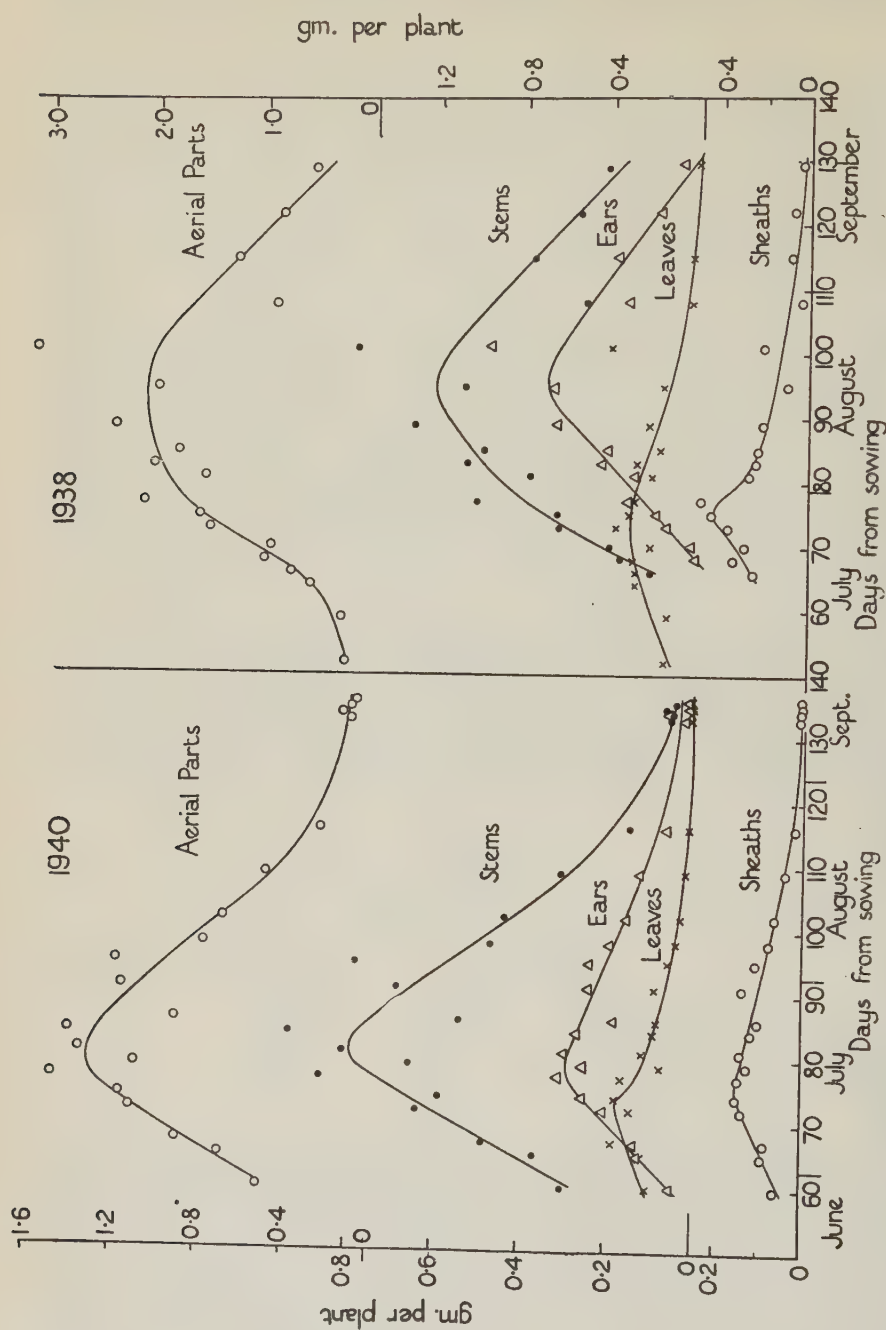 1940
1938
gm. per plant
gm. per plant
1·6
1·2
0·8
0·4
0
0·8
0·6
0·4
0·2
0
0·2
0
Aerial Parts
Stems
Ears
Leaves
Sheaths
60 70 80 90 100 110 120 130 140
June July August Sept.
Days from sowing
Aerial Parts
Stems
Ears
Leaves
Sheaths
3·0
2·0
1·0
0
1·2
0·8
0·4
0·4
0
60 70 80 90 100 110 120 130 140
July August September
Days from sowing